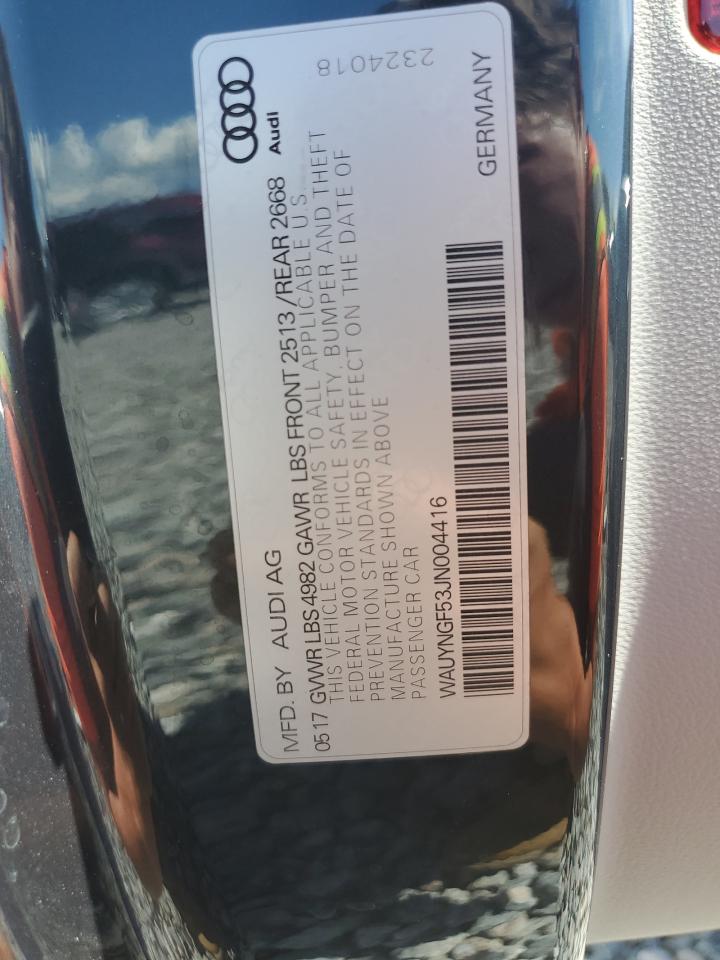 2324018
Audi
MFD. BY AUDI AG
0517 GVWR LBS 4982 GAWR LBS FRONT 2513 /REAR 2668
THIS VEHICLE CONFORMS TO ALL APPLICABLE U S
FEDERAL MOTOR VEHICLE SAFETY, BUMPER AND THEFT
PREVENTION STANDARDS IN EFFECT ON THE DATE OF
MANUFACTURE SHOWN ABOVE
PASSENGER CAR
WAUYNGF53JN004416
GERMANY